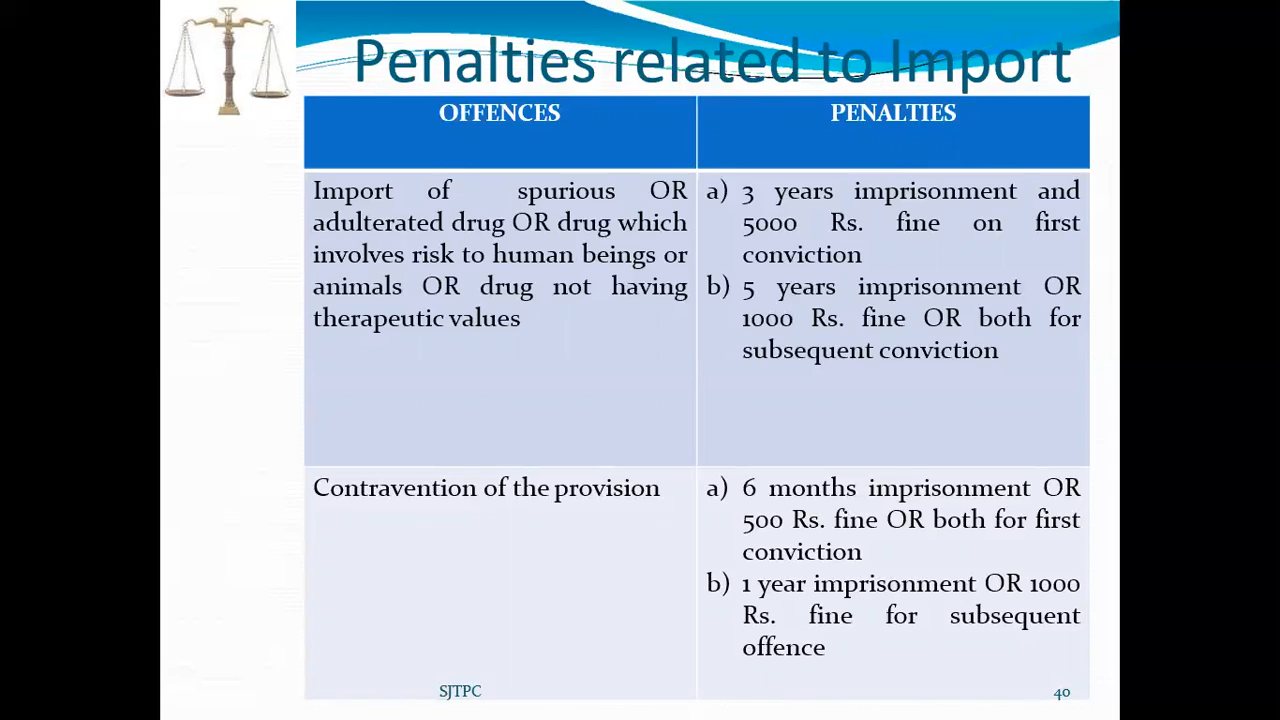 Penalties related to Import
OFFENCES
PENALTIES
Import of spurious OR
adulterated drug OR drug which
involves risk to human beings or
animals OR drug not having
therapeutic values
a) 3 years imprisonment and
5000 Rs. fine on first
conviction
b) 5 years imprisonment OR
1000 Rs. fine OR both for
subsequent conviction
Contravention of the provision
a) 6 months imprisonment OR
500 Rs. fine OR both for first
conviction
b) 1 year imprisonment OR 1000
Rs. fine for subsequent
offence
SJTPC
40